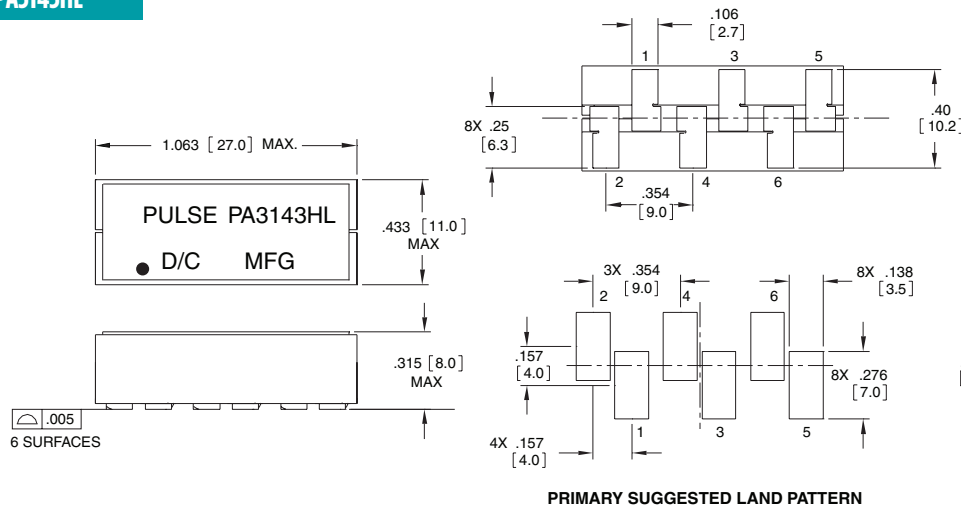 PA3143HL
1.063 [27.0] MAX.
PULSE PA3143HL
D/C MFG
.433 [11.0]
MAX
.315 [8.0]
MAX
.005
6 SURFACES
.106
[2.7]
1 3 5
8X .25
[6.3]
.40
[10.2]
2 4 6
.354
[9.0]
3X .354
[9.0]
8X .138
[3.5]
2 4 6
.157
[4.0]
8X .276
[7.0]
1 3 5
4X .157
[4.0]
PRIMARY SUGGESTED LAND PATTERN